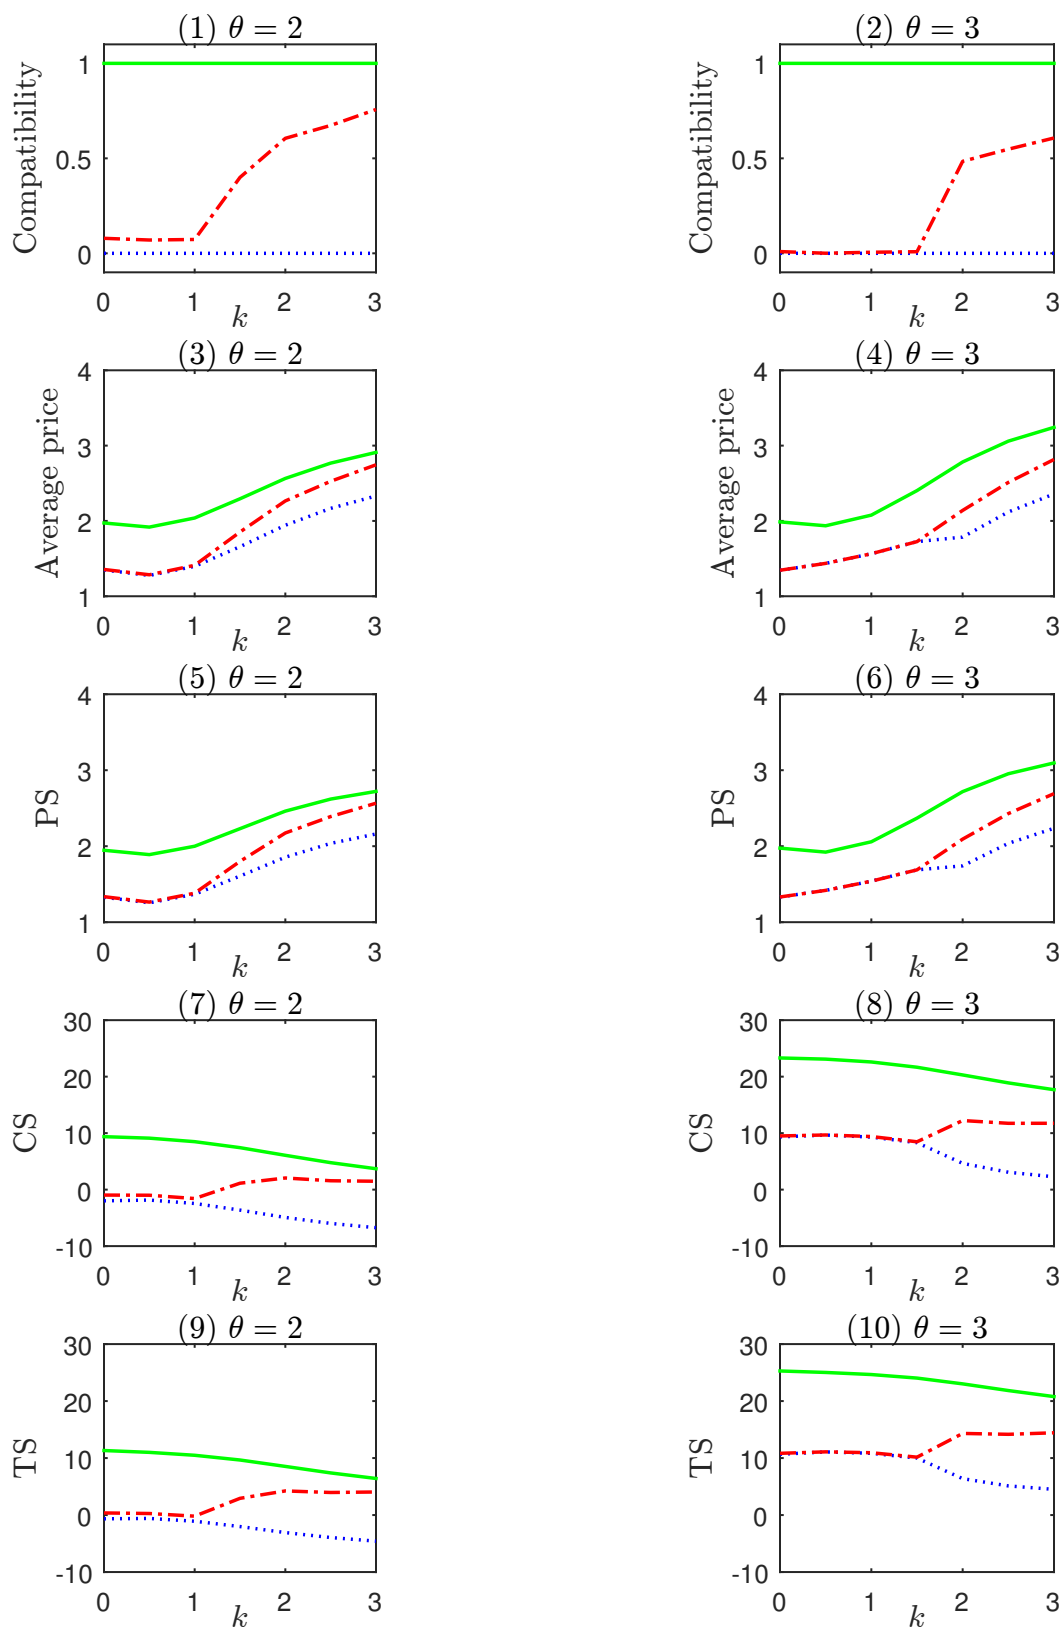 (1) θ = 2
Compatibility
1
0.5
0
0 1 2 3
k
(2) θ = 3
Compatibility
1
0.5
0
0 1 2 3
k
(3) θ = 2
Average price
4
3
2
1
0 1 2 3
k
(4) θ = 3
Average price
4
3
2
1
0 1 2 3
k
(5) θ = 2
PS
4
3
2
1
0 1 2 3
k
(6) θ = 3
PS
4
3
2
1
0 1 2 3
k
(7) θ = 2
CS
30
20
10
0
-10
0 1 2 3
k
(8) θ = 3
CS
30
20
10
0
-10
0 1 2 3
k
(9) θ = 2
TS
30
20
10
0
-10
0 1 2 3
k
(10) θ = 3
TS
30
20
10
0
-10
0 1 2 3
k